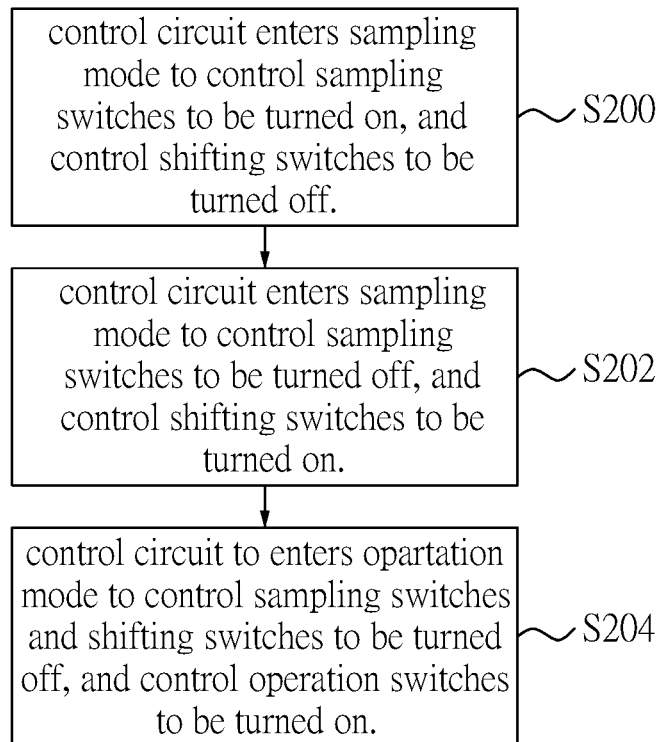 control circuit enters sampling
mode to control sampling
switches to be turned on, and
control shifting switches to be
turned off.
S200
control circuit enters sampling
mode to control sampling
switches to be turned off, and
control shifting switches to be
turned on.
S202
control circuit to enters opartation
mode to control sampling switches
and shifting switches to be turned
off, and control operation switches
to be turned on.
S204